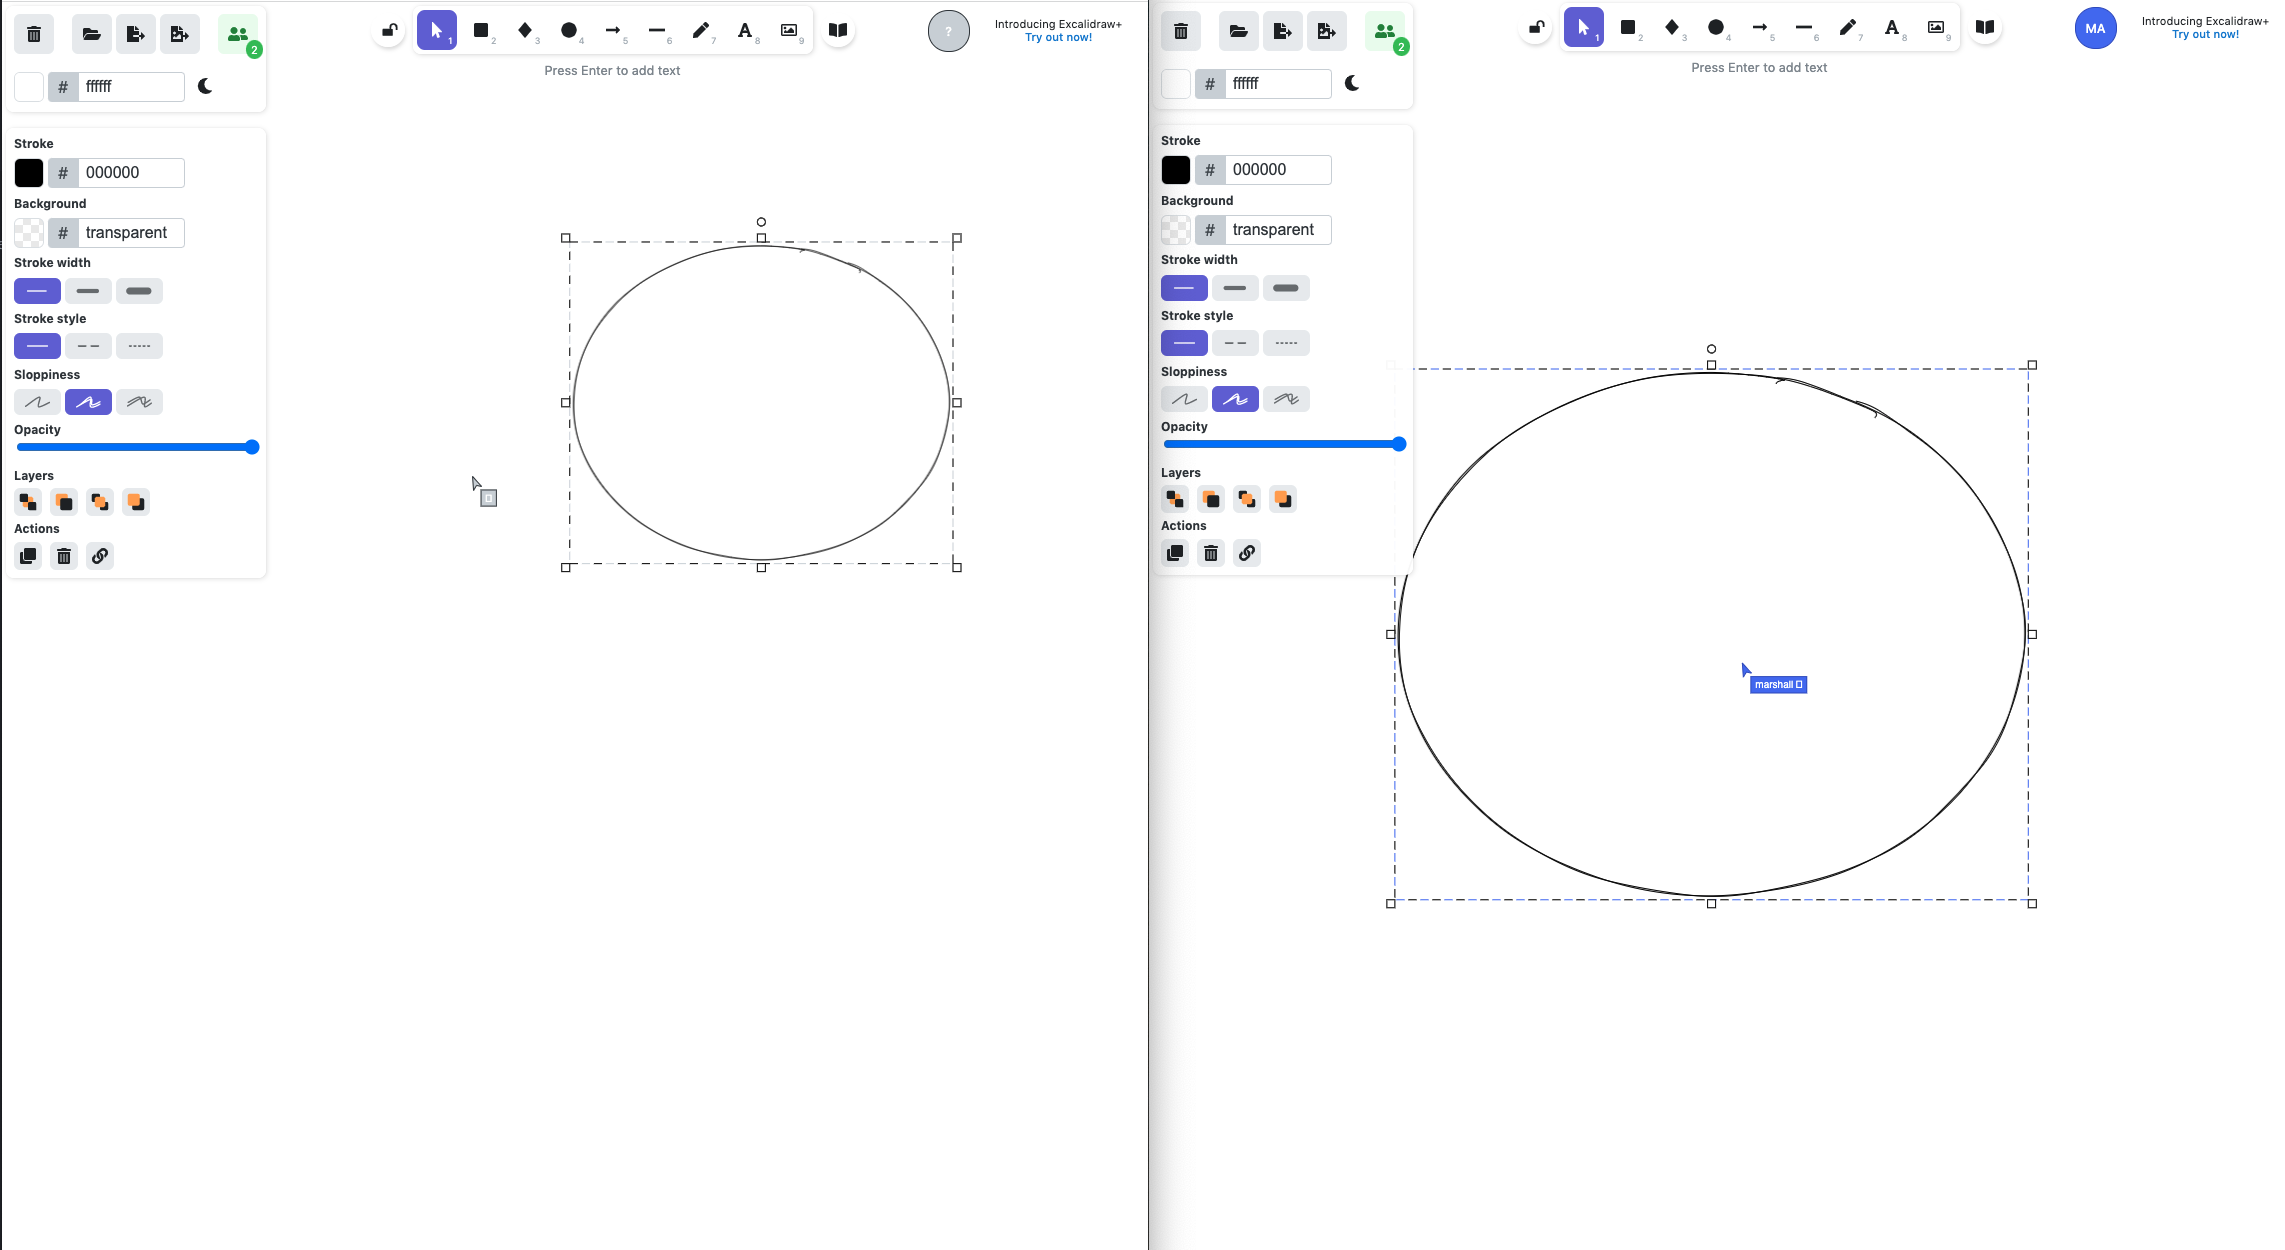 2
1
2
3
4
5
6
7
8
9
?
Introducing Excalidraw+
Try out now!
# ffffff
Press Enter to add text
Stroke
# 000000
Background
# transparent
Stroke width
Stroke style
Sloppiness
Opacity
Layers
Actions
2
1
2
3
4
5
6
7
8
9
MA
Introducing Excalidraw+
Try out now!
# ffffff
Press Enter to add text
Stroke
# 000000
Background
# transparent
Stroke width
Stroke style
Sloppiness
Opacity
Layers
Actions
marshall